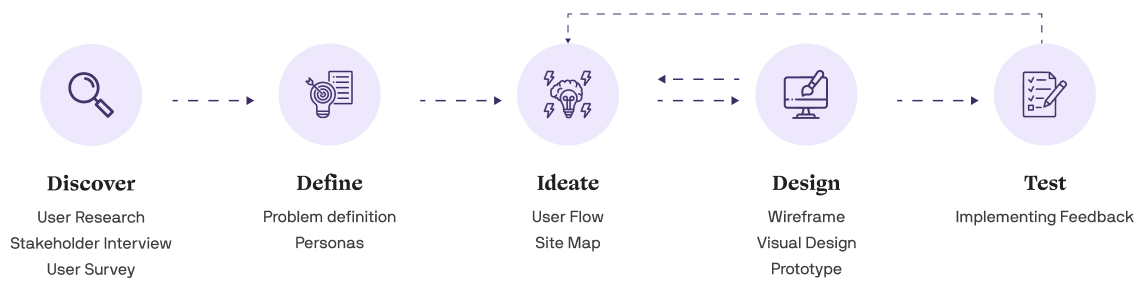 Discover
User Research
Stakeholder Interview
User Survey
Define
Problem definition
Personas
Ideate
User Flow
Site Map
Design
Wireframe
Visual Design
Prototype
Test
Implementing Feedback